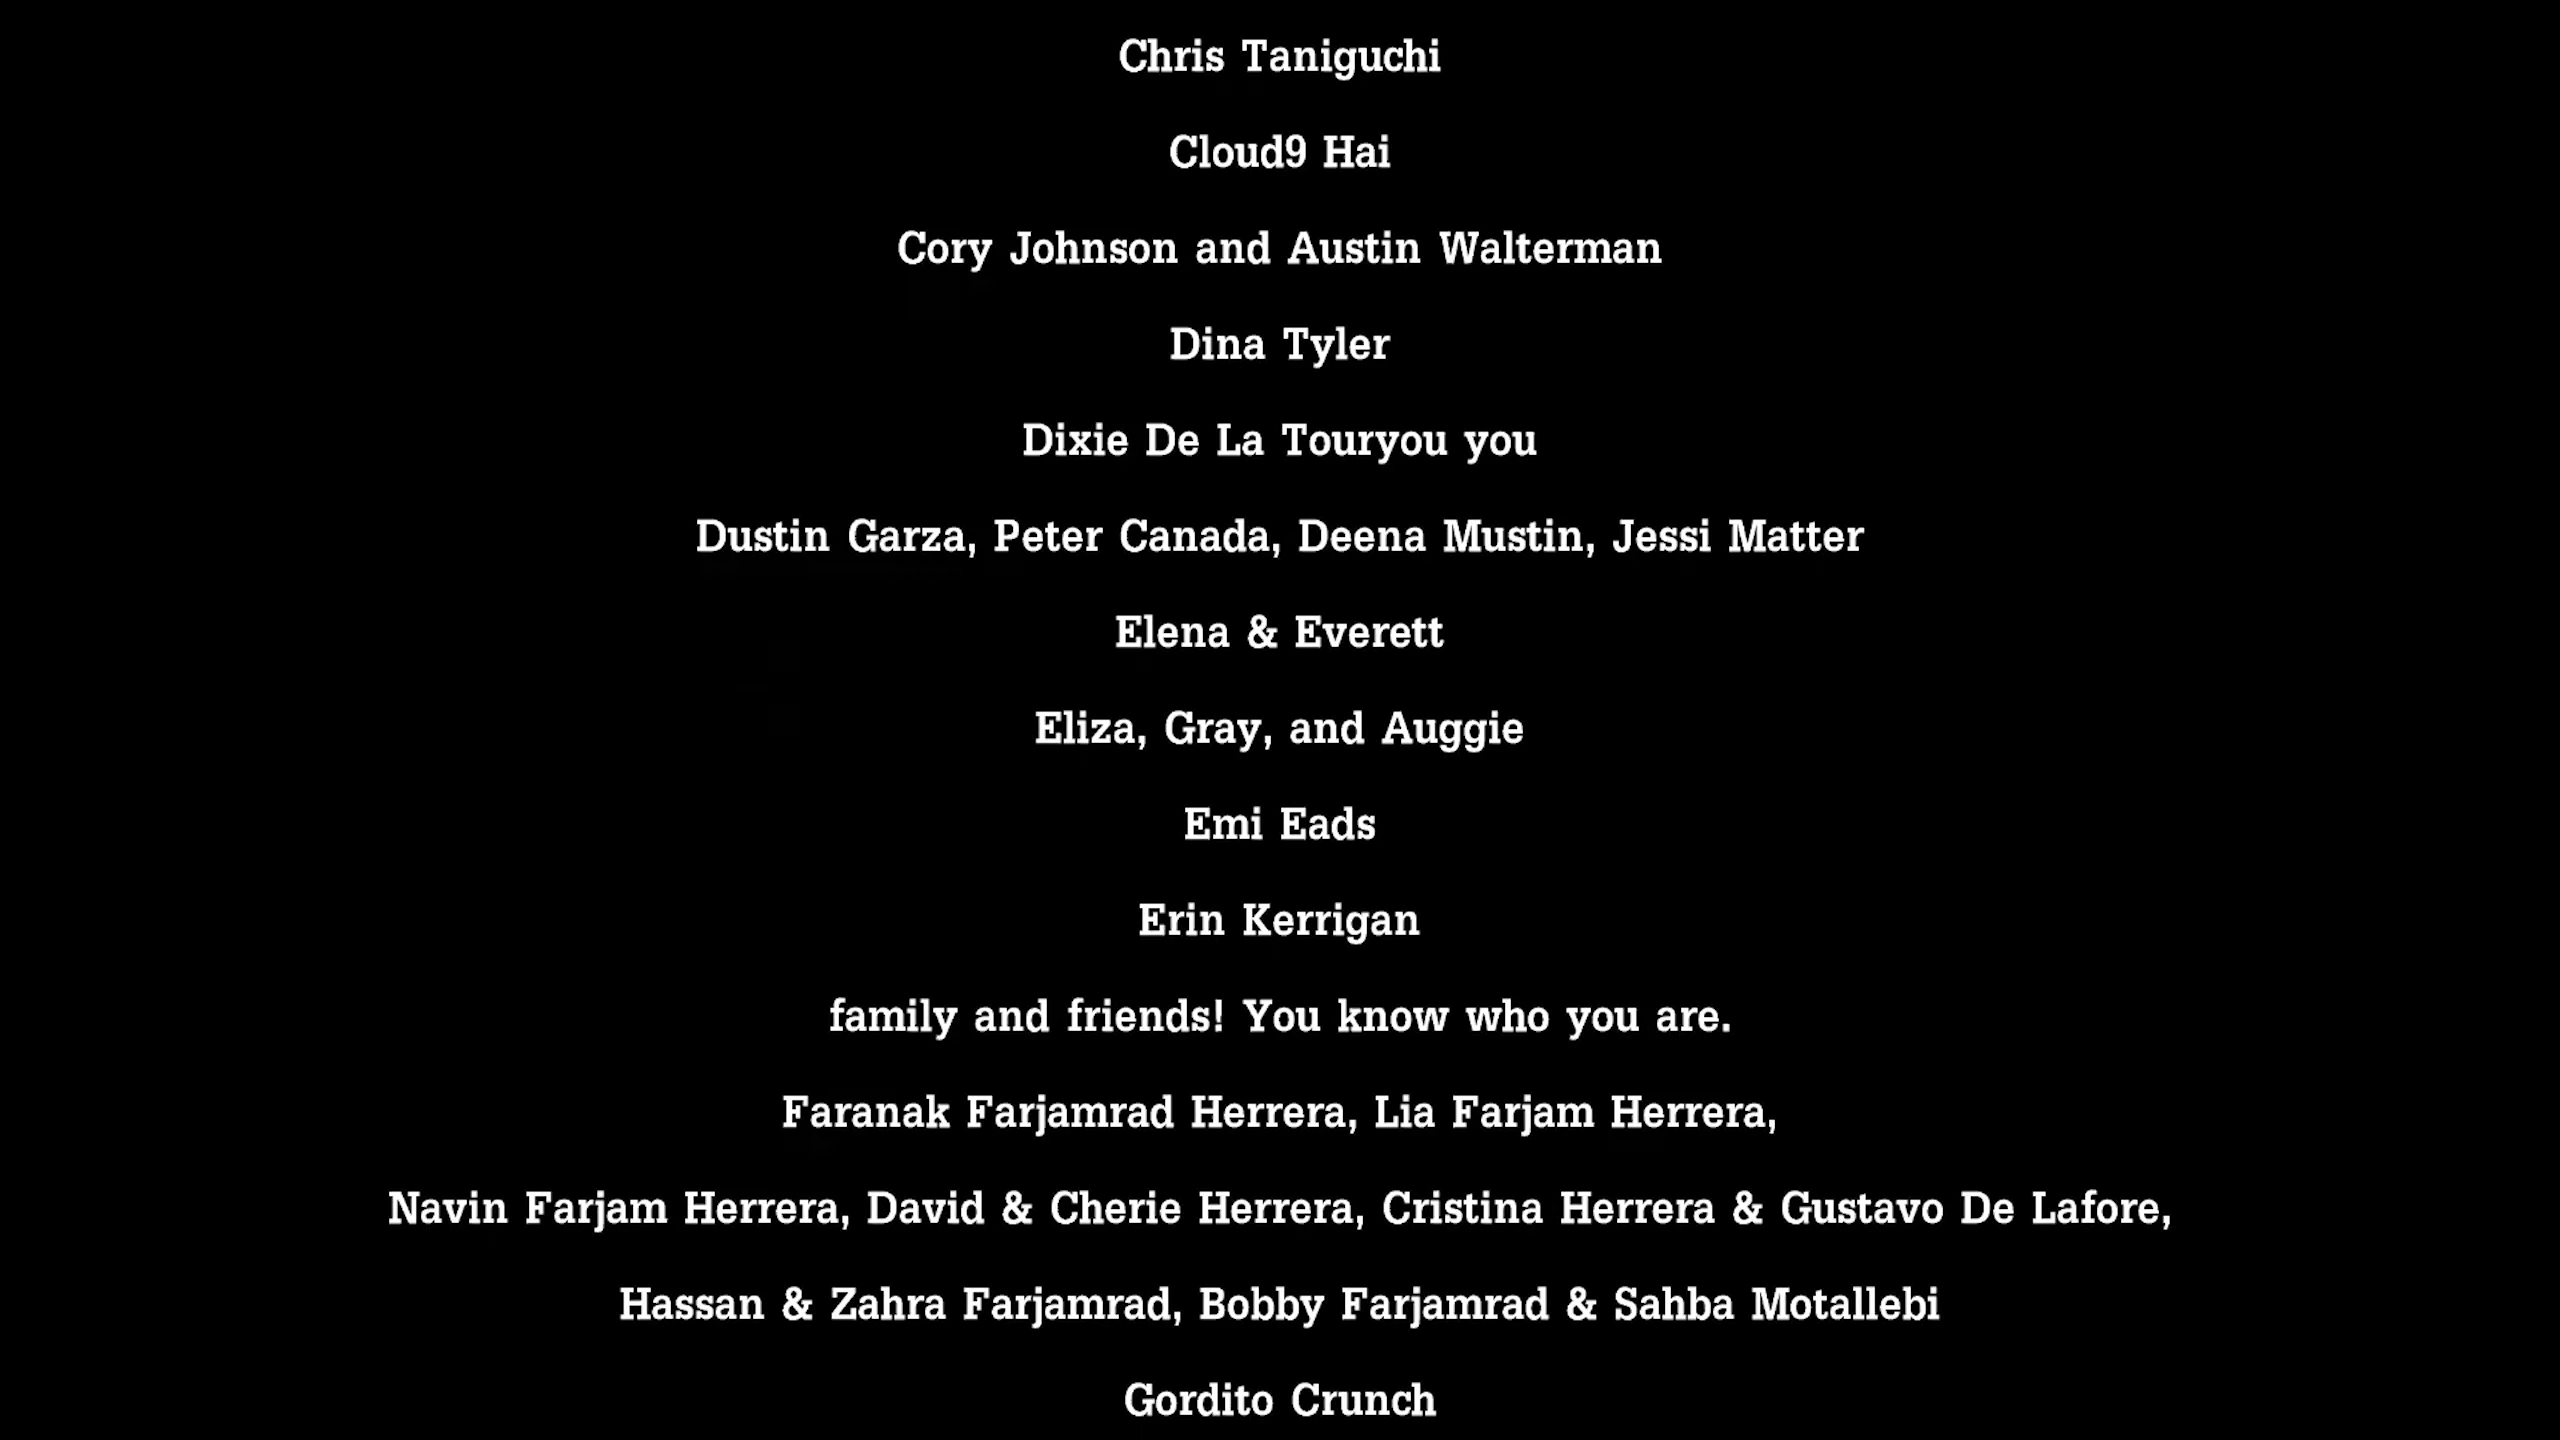 Chris Taniguchi
Cloud9 Hai
Cory Johnson and Austin Walterman
Dina Tyler
Dixie De La Touryou you
Dustin Garza, Peter Canada, Deena Mustin, Jessi Matter
Elena & Everett
Eliza, Gray, and Auggie
Emi Eads
Erin Kerrigan
family and friends! You know who you are.
Faranak Farjamrad Herrera, Lia Farjam Herrera,
Navin Farjam Herrera, David & Cherie Herrera, Cristina Herrera & Gustavo De Lafore,
Hassan & Zahra Farjamrad, Bobby Farjamrad & Sahba Motallebi
Gordito Crunch